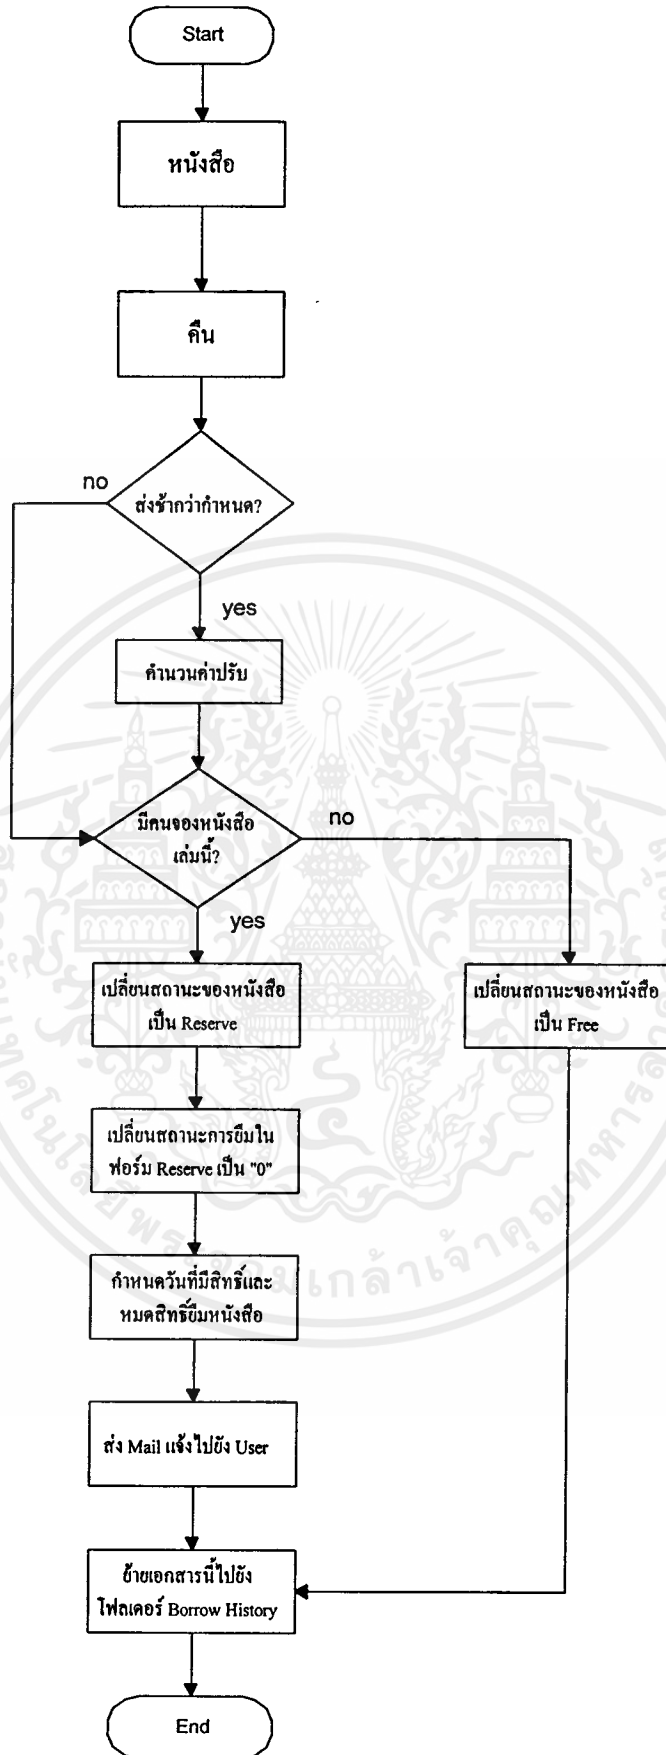 Start
หนังสือ
คืน
no
ส่งช้ากว่ากำหนด?
yes
คำนวนค่าปรับ
มีคนจองหนังสือ
เล่มนี้?
no
yes
เปลี่ยนสถานะของหนังสือ
เป็น Reserve
เปลี่ยนสถานะของหนังสือ
เป็น Free
เปลี่ยนสถานะการยืมใน
ฟอร์ม Reserve เป็น "0"
กำหนดวันที่มีสิทธิ์และ
หมดสิทธิ์ยืมหนังสือ
ส่ง Mail แจ้งไปยัง User
ย้ายเอกสารนี้ไปยัง
โฟลเดอร์ Borrow History
End